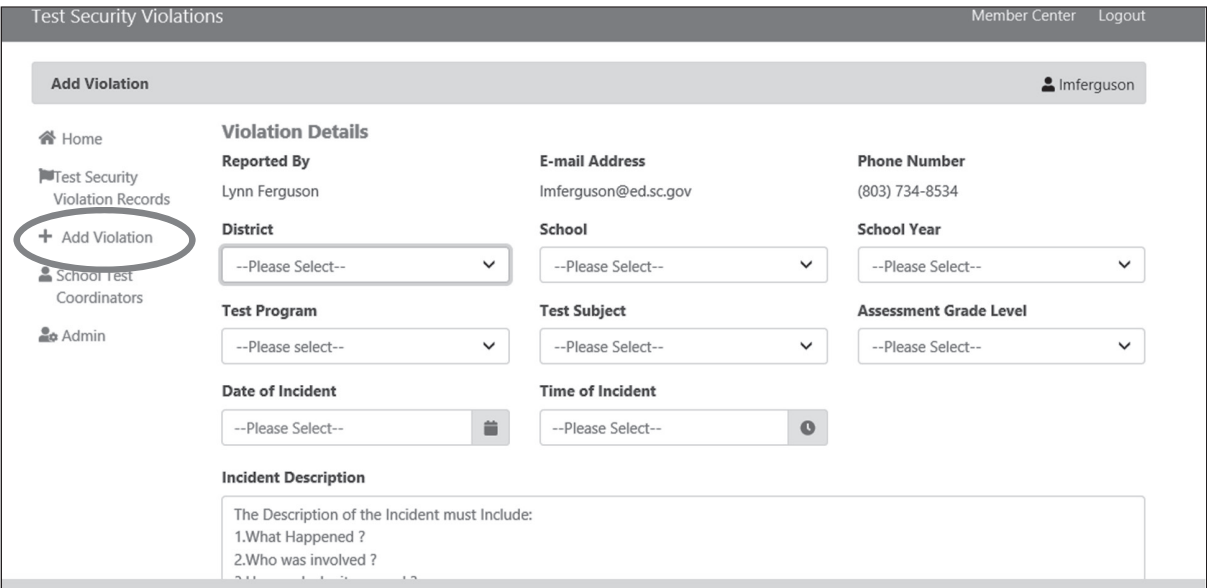 Test Security Violations
Member Center Logout
Add Violation
lmferguson
Home
Test Security
Violation Records
Add Violation
School Test
Coordinators
Admin
Violation Details
Reported By E-mail Address Phone Number
Lynn Ferguson lmferguson@ed.sc.gov (803) 734-8534
District School School Year
--Please Select-- --Please Select-- --Please Select--
Test Program Test Subject Assessment Grade Level
--Please select-- --Please Select-- --Please Select--
Date of Incident Time of Incident
--Please Select-- --Please Select--
Incident Description
The Description of the Incident must Include:
1.What Happened ?
2.Who was involved ?